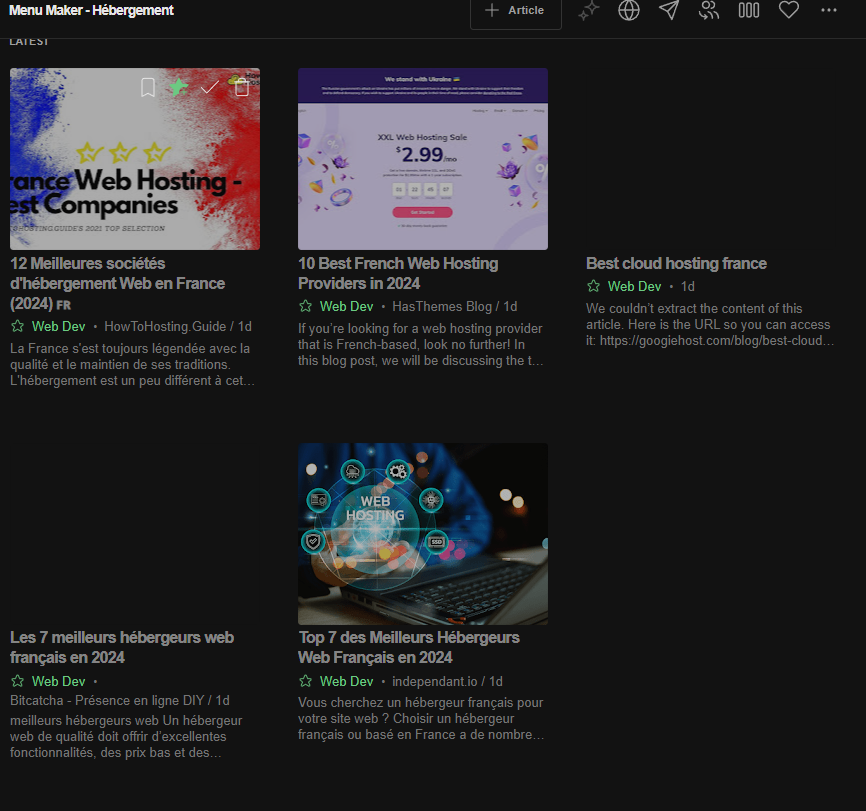 Menu Maker - Hébergement
Article
LATEST
ance Web Hosting -
est Companies
HOSTING.GUIDE'S 2021 TOP SELECTION
12 Meilleures sociétés
d'hébergement Web en France
(2024) FR
Web Dev • HowToHosting.Guide / 1d
La France s'est toujours légendée avec la
qualité et le maintien de ses traditions.
L'hébergement est un peu différent à cet…
We stand with Ukraine
XXL Web Hosting Sale
$2.99/mo
Get Started
10 Best French Web Hosting
Providers in 2024
Web Dev • HasThemes Blog / 1d
If you're looking for a web hosting provider
that is French-based, look no further! In
this blog post, we will be discussing the t…
Best cloud hosting france
Web Dev • 1d
We couldn't extract the content of this
article. Here is the URL so you can access
it: https://googiehost.com/blog/best-cloud…
Les 7 meilleurs hébergeurs web
français en 2024
Web Dev •
Bitcatcha - Présence en ligne DIY / 1d
meilleurs hébergeurs web Un hébergeur
web de qualité doit offrir d'excellentes
fonctionnalités, des prix bas et des…
WEB
HOSTING
SSD
Top 7 des Meilleurs Hébergeurs
Web Français en 2024
Web Dev • independant.io / 1d
Vous cherchez un hébergeur français pour
votre site web ? Choisir un hébergeur
français ou basé en France a de nombre…